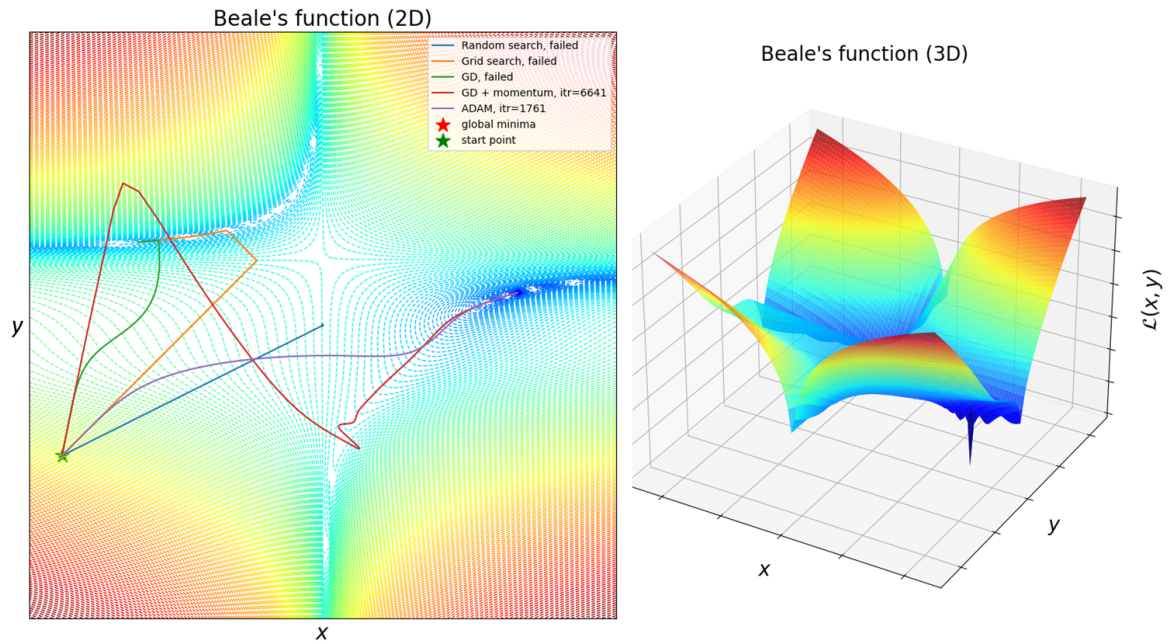 Beale's function (2D)
Random search, failed
Grid search, failed
GD, failed
GD + momentum, itr=6641
ADAM, itr=1761
global minima
start point
y
x
Beale's function (3D)
ℒ(x, y)
y
x